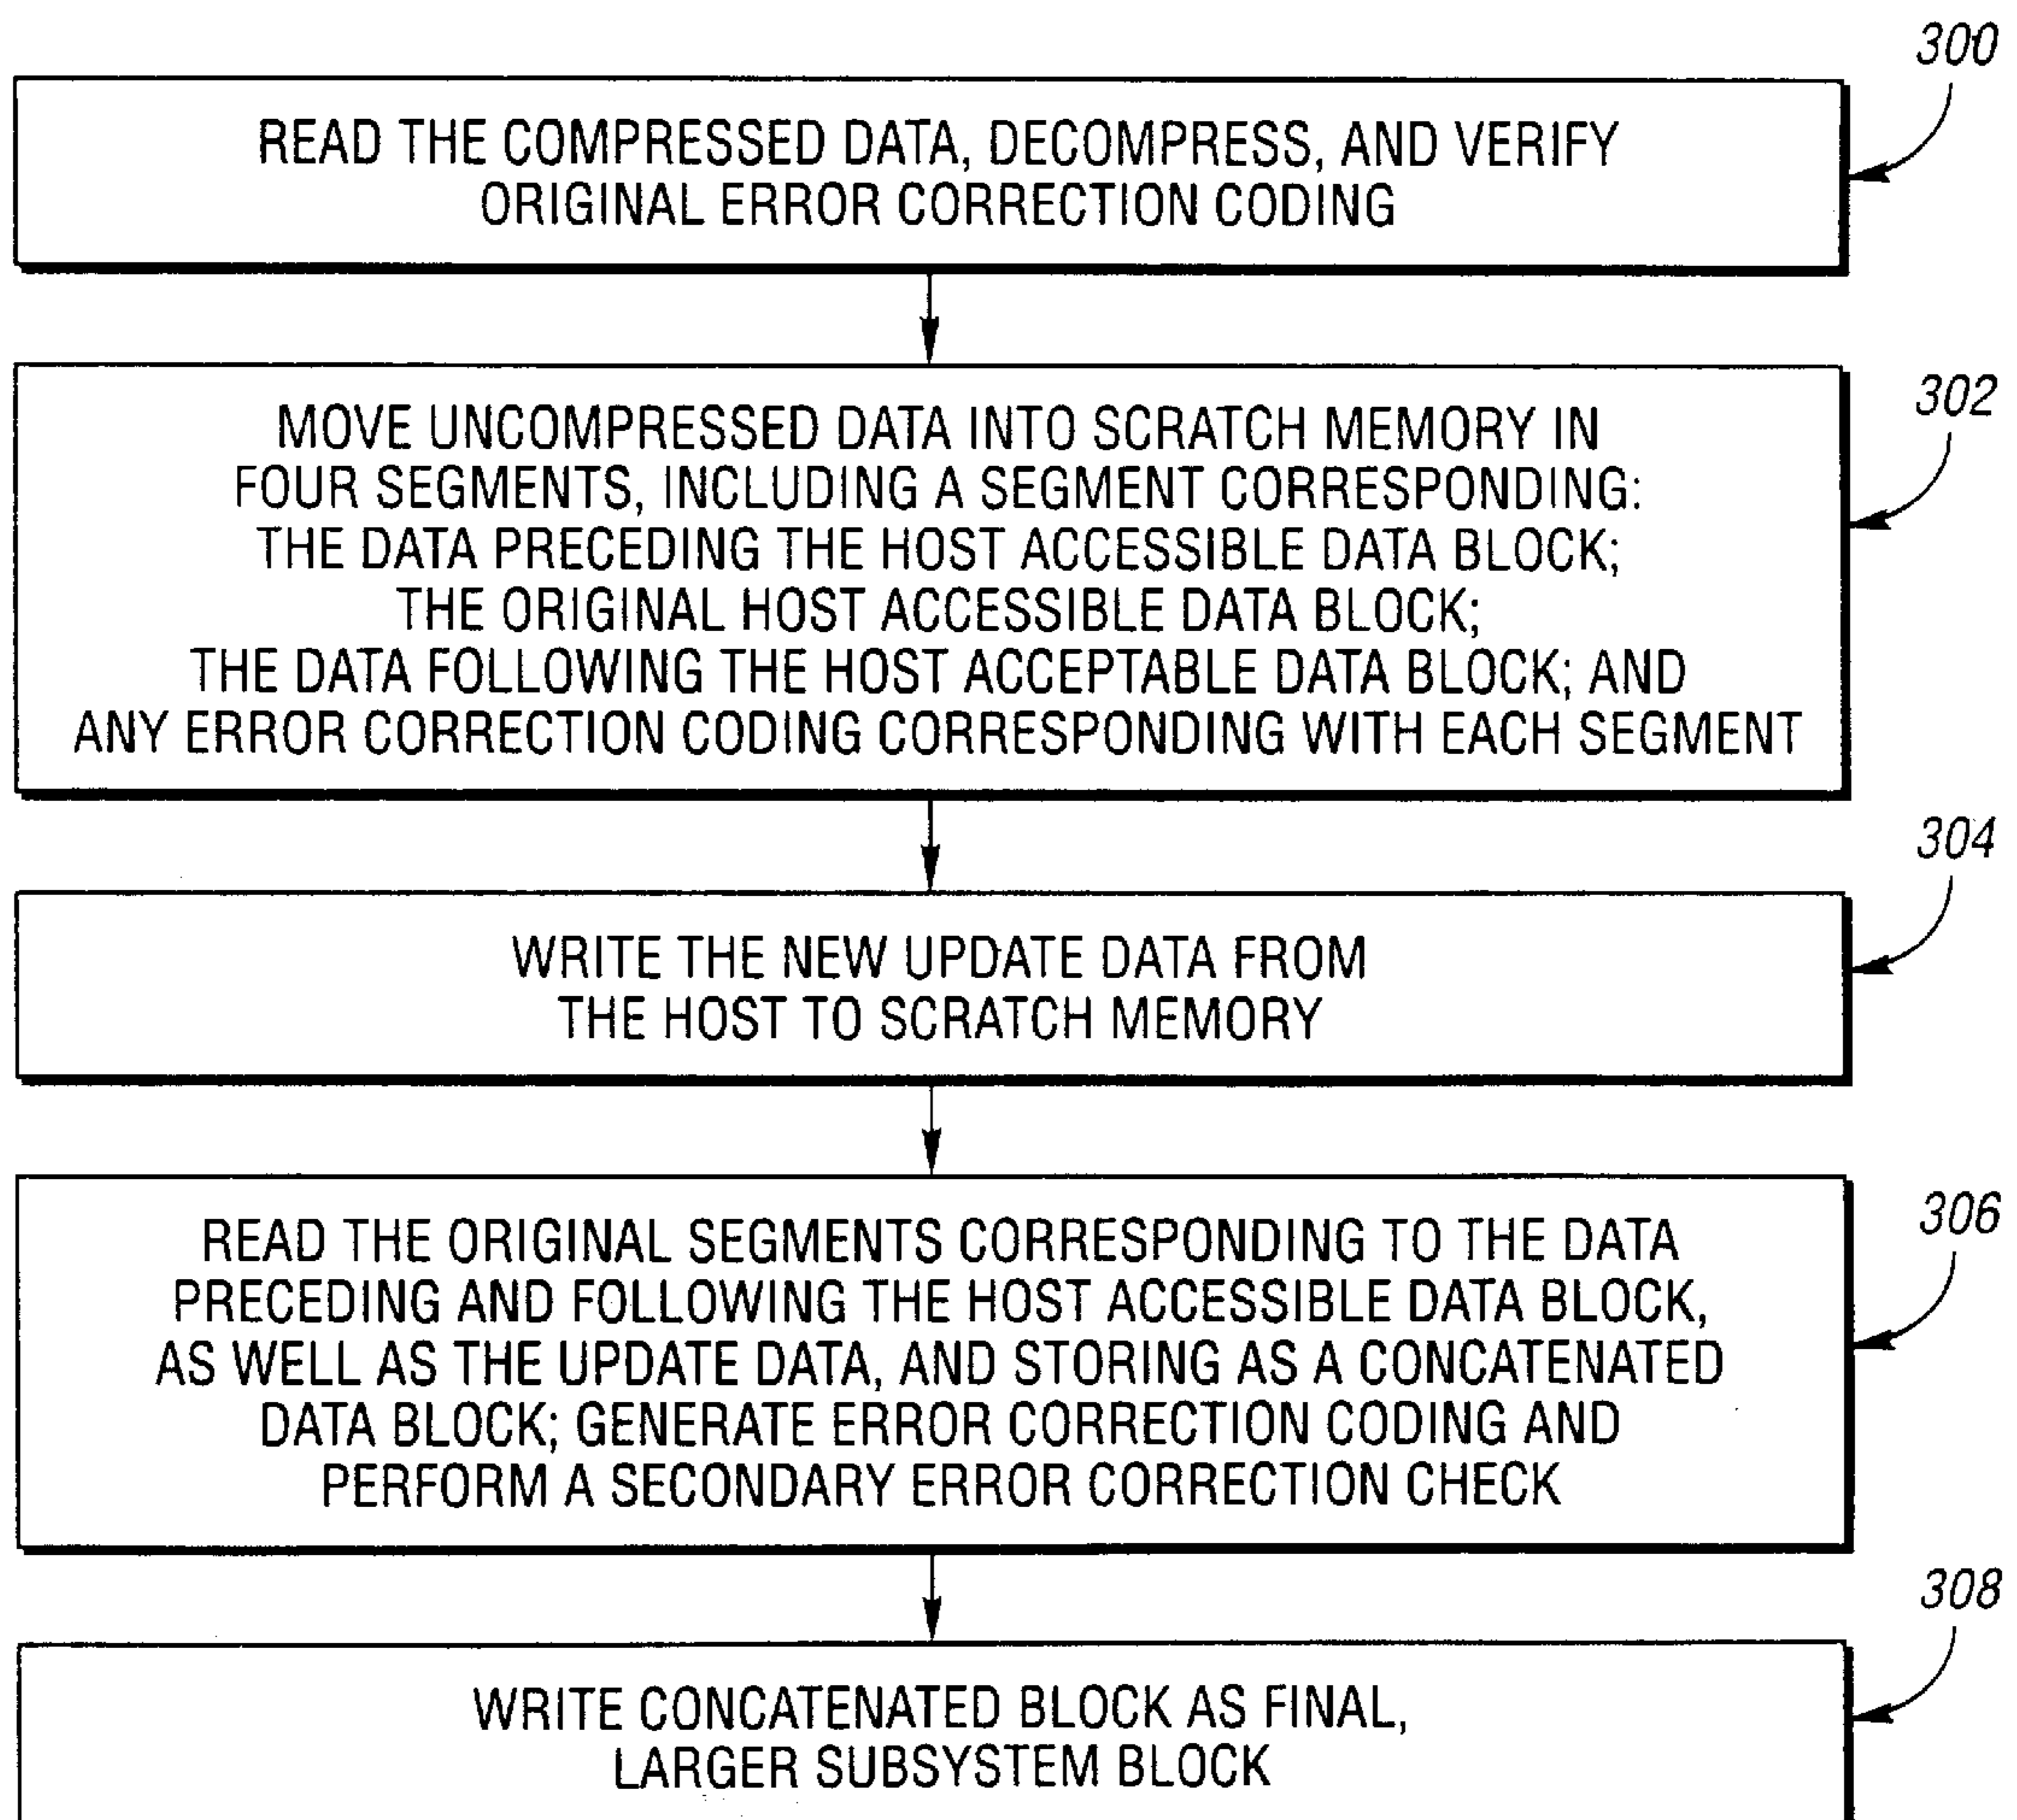 300
READ THE COMPRESSED DATA, DECOMPRESS, AND VERIFY
ORIGINAL ERROR CORRECTION CODING
302
MOVE UNCOMPRESSED DATA INTO SCRATCH MEMORY IN
FOUR SEGMENTS, INCLUDING A SEGMENT CORRESPONDING:
THE DATA PRECEDING THE HOST ACCESSIBLE DATA BLOCK;
THE ORIGINAL HOST ACCESSIBLE DATA BLOCK;
THE DATA FOLLOWING THE HOST ACCEPTABLE DATA BLOCK; AND
ANY ERROR CORRECTION CODING CORRESPONDING WITH EACH SEGMENT
304
WRITE THE NEW UPDATE DATA FROM
THE HOST TO SCRATCH MEMORY
306
READ THE ORIGINAL SEGMENTS CORRESPONDING TO THE DATA
PRECEDING AND FOLLOWING THE HOST ACCESSIBLE DATA BLOCK,
AS WELL AS THE UPDATE DATA, AND STORING AS A CONCATENATED
DATA BLOCK; GENERATE ERROR CORRECTION CODING AND
PERFORM A SECONDARY ERROR CORRECTION CHECK
308
WRITE CONCATENATED BLOCK AS FINAL,
LARGER SUBSYSTEM BLOCK